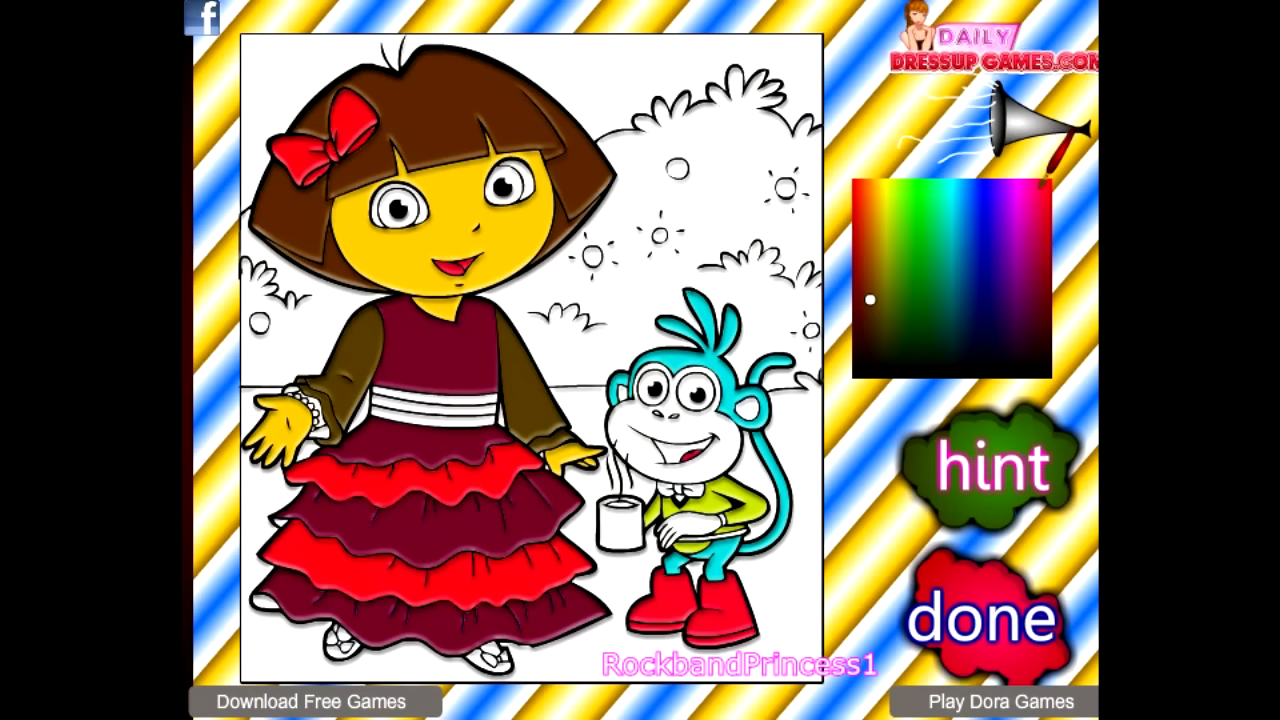 f
DAILY
DRESSUP GAMES.COM
hint
done
RockbandPrincess1
Download Free Games
Play Dora Games